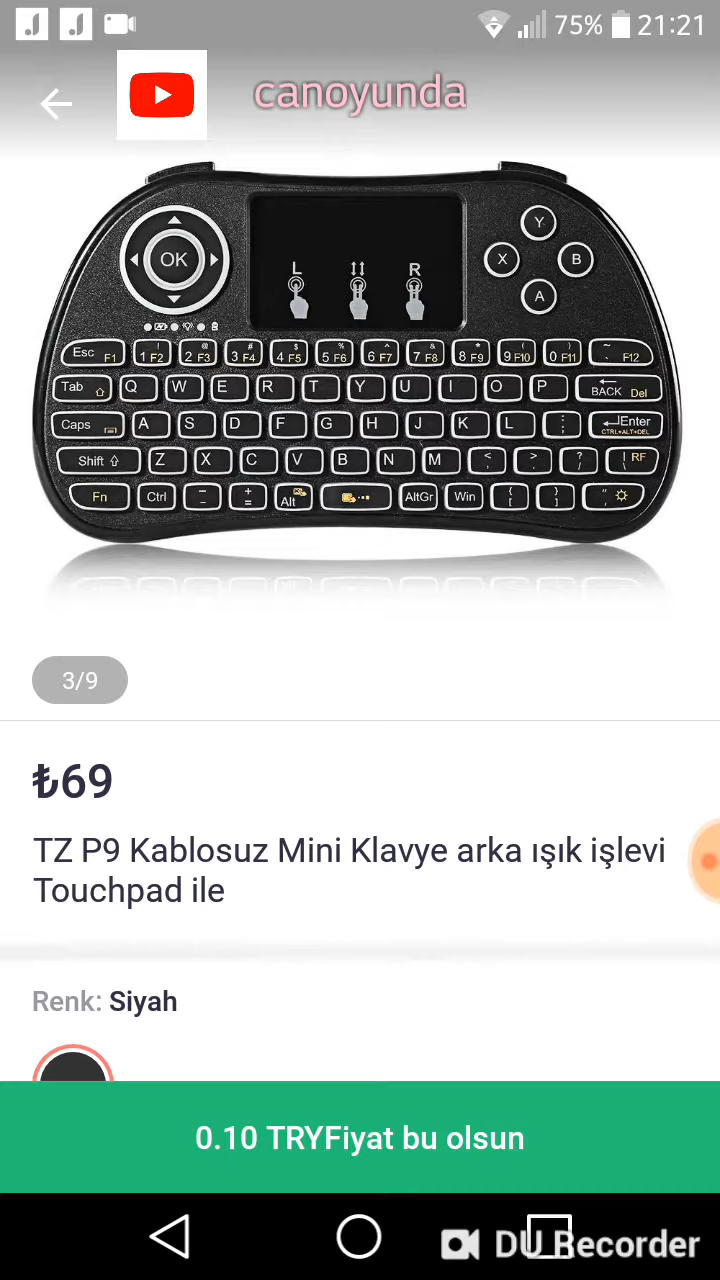 75% 21:21
canoyunda
OK
L R
Y
X B
A
Esc F1 ! 1 F2 @ 2 F3 # 3 F4 $ 4 F5 % 5 F6 ^ 6 F7 & 7 F8 * 8 F9 ( 9 F10 ) 0 F11 ~ ` F12
Tab Q W E R T Y U I O P BACK Del
Caps A S D F G H J K L : ; Enter
CTRL+ALT+DEL
Shift Z X C V B N M < , > . ? / | \ RF
Fn Ctrl _ - + = Alt AltGr Win { [ } ] " '
3/9
₺69
TZ P9 Kablosuz Mini Klavye arka ışık işlevi
Touchpad ile
Renk: Siyah
0.10 TRYFiyat bu olsun
DU Recorder